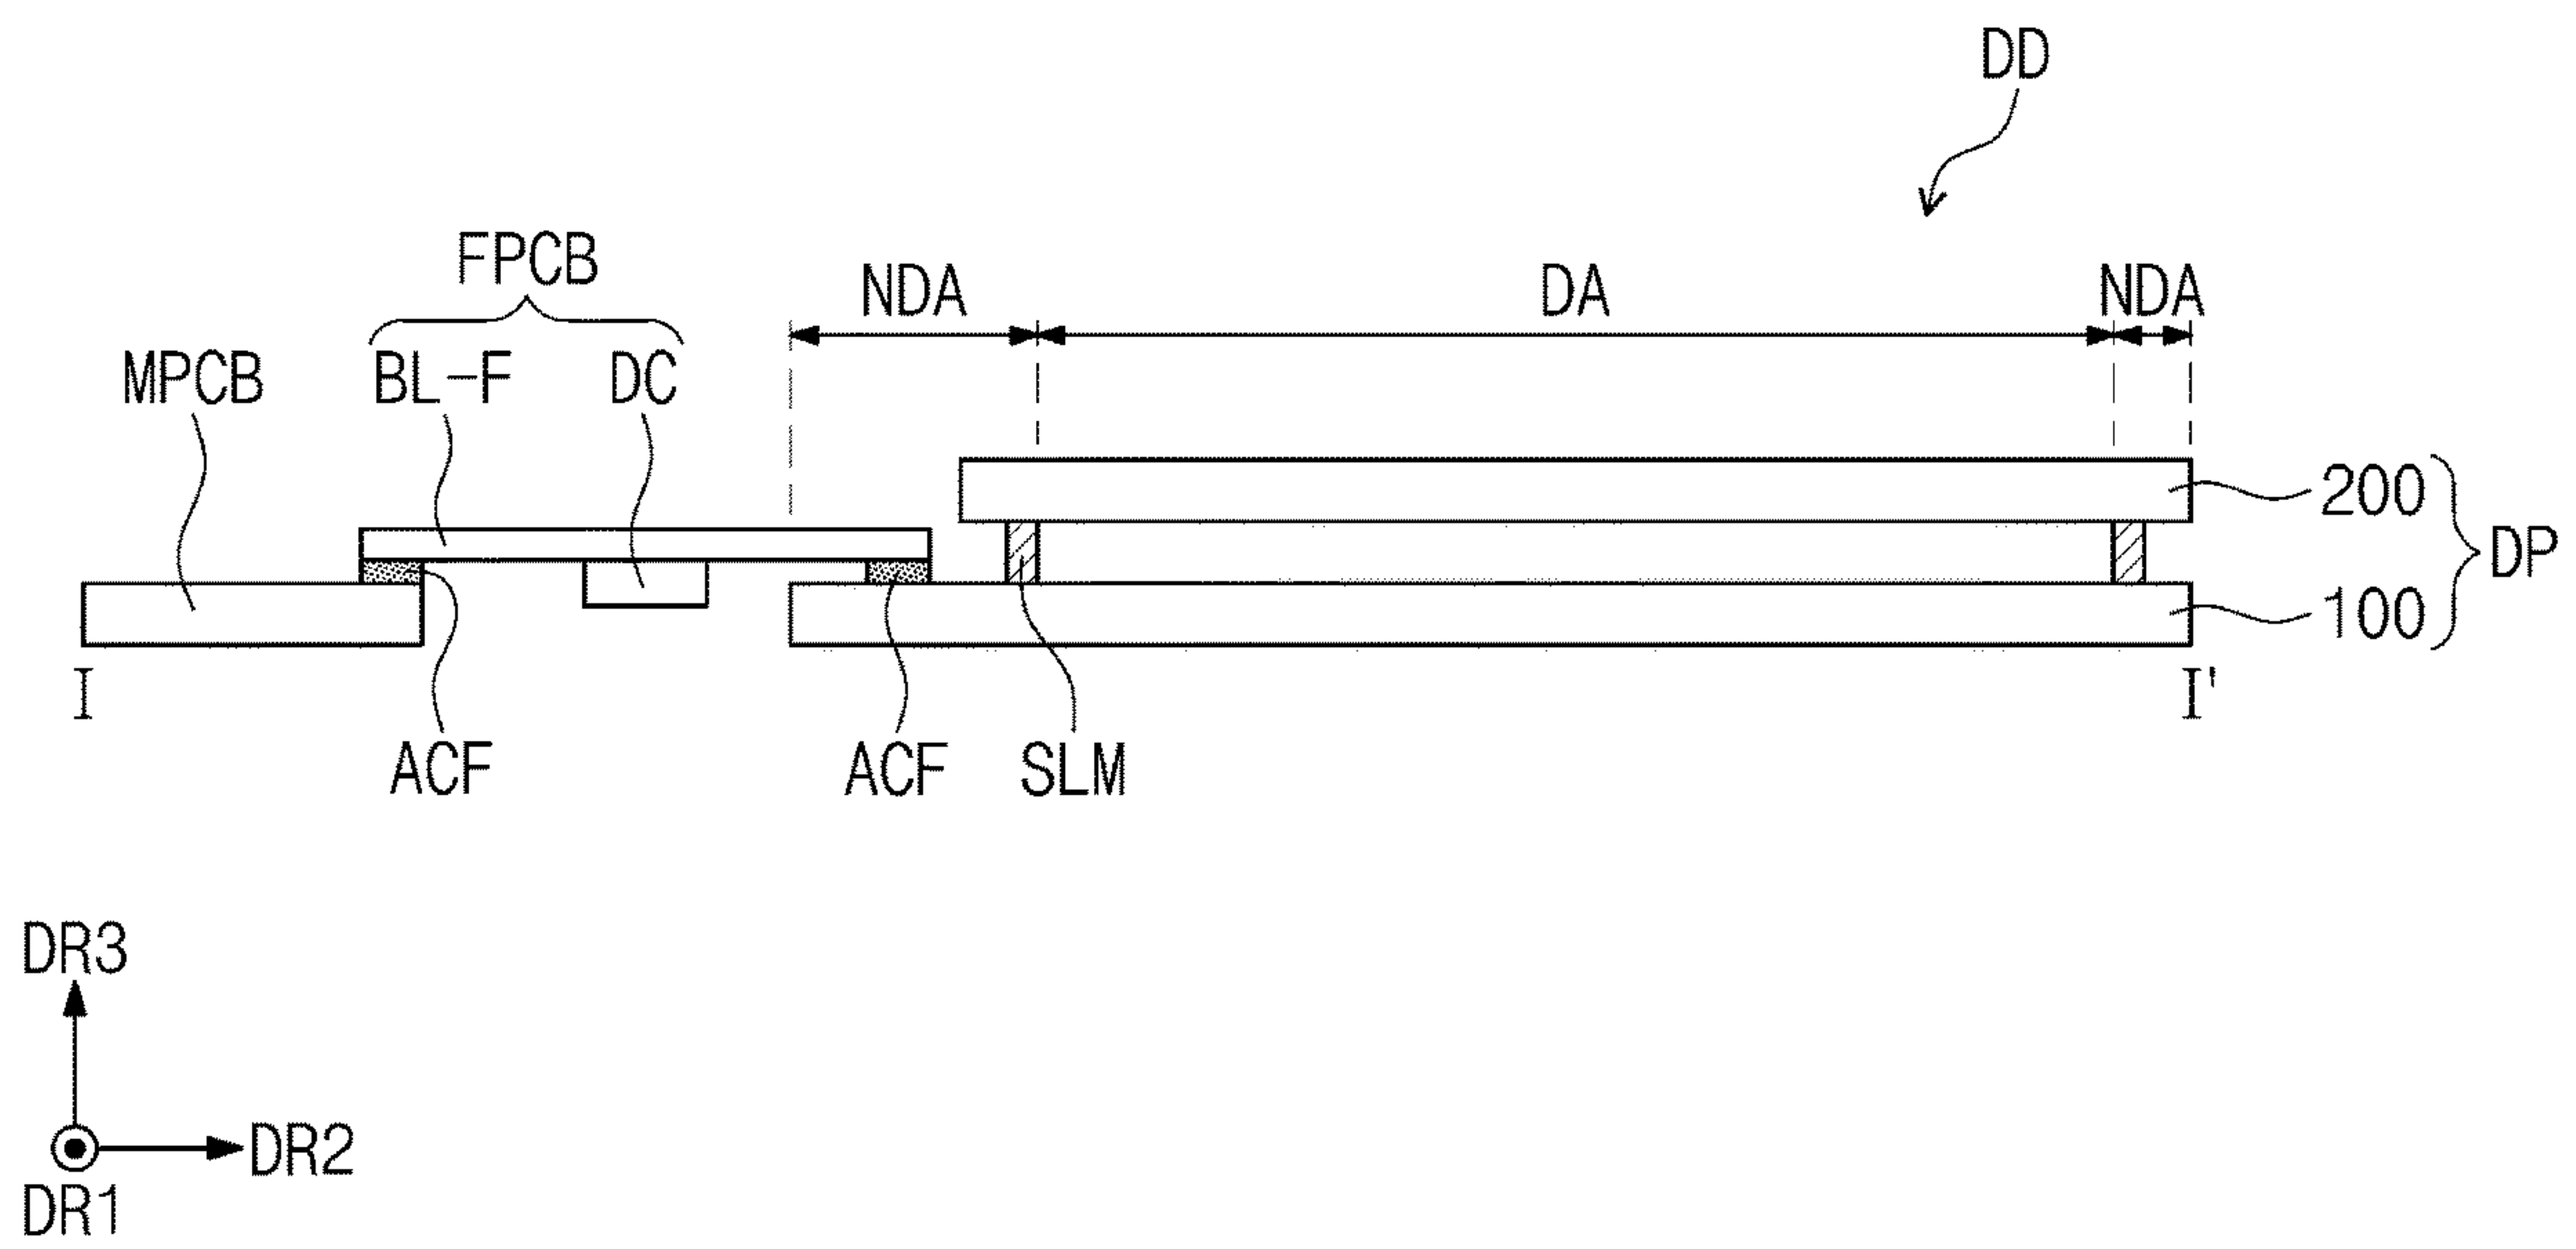 DD
FPCB
NDA DA NDA
MPCB BL-F DC
200
DP
100
I I'
ACF ACF SLM
DR3
DR2
DR1